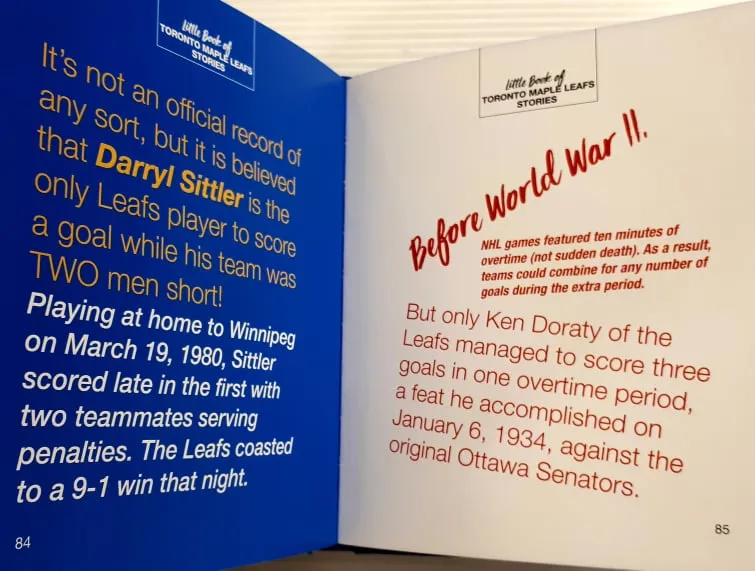 Little Book of
TORONTO MAPLE LEAFS
STORIES
It's not an official record of
any sort, but it is believed
that Darryl Sittler is the
only Leafs player to score
a goal while his team was
TWO men short!
Playing at home to Winnipeg
on March 19, 1980, Sittler
scored late in the first with
two teammates serving
penalties. The Leafs coasted
to a 9-1 win that night.
84
Little Book of
TORONTO MAPLE LEAFS
STORIES
Before World War II,
NHL games featured ten minutes of
overtime (not sudden death). As a result,
teams could combine for any number of
goals during the extra period.
But only Ken Doraty of the
Leafs managed to score three
goals in one overtime period,
a feat he accomplished on
January 6, 1934, against the
original Ottawa Senators.
85